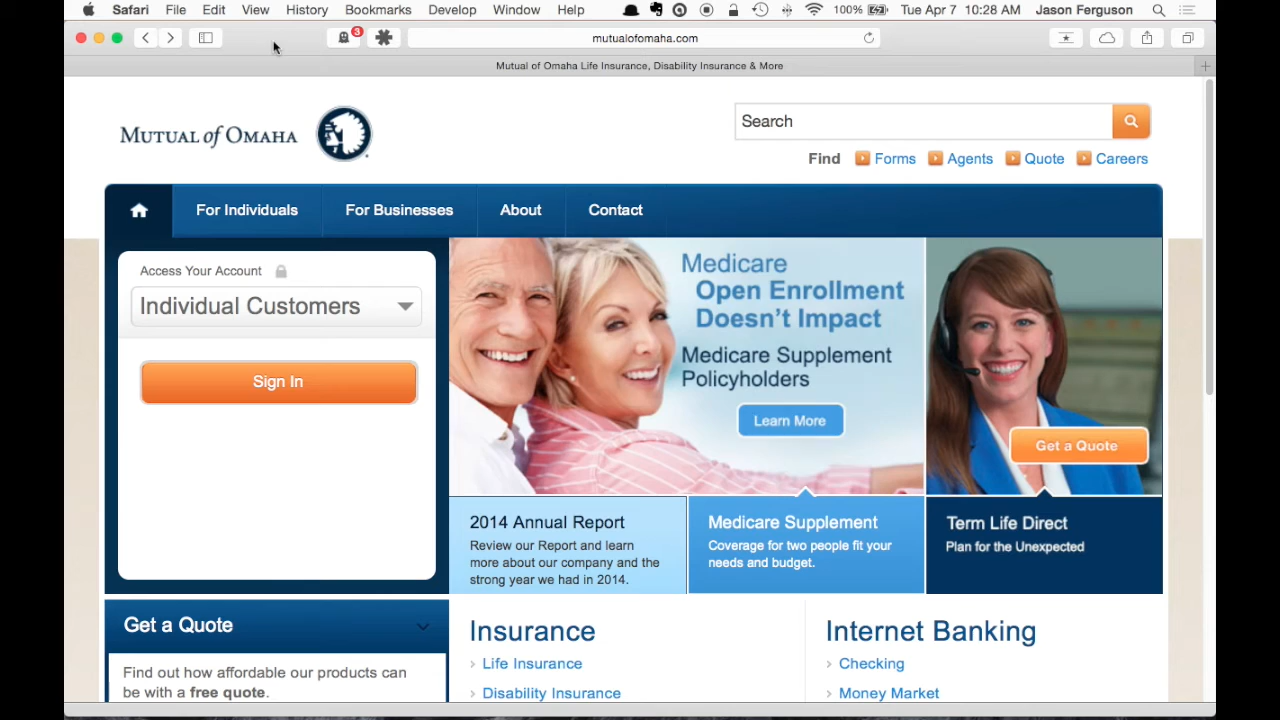 Safari File Edit View History Bookmarks Develop Window Help 100% Tue Apr 7 10:28 AM Jason Ferguson
3 mutualofomaha.com
Mutual of Omaha Life Insurance, Disability Insurance & More
MUTUAL of OMAHA
Search
Find Forms Agents Quote Careers
For Individuals For Businesses About Contact
Access Your Account
Individual Customers
Sign In
Medicare
Open Enrollment
Doesn't Impact
Medicare Supplement
Policyholders
Learn More
Get a Quote
2014 Annual Report
Review our Report and learn
more about our company and the
strong year we had in 2014.
Medicare Supplement
Coverage for two people fit your
needs and budget.
Term Life Direct
Plan for the Unexpected
Get a Quote
Find out how affordable our products can
be with a free quote.
Insurance
Life Insurance
Disability Insurance
Internet Banking
Checking
Money Market